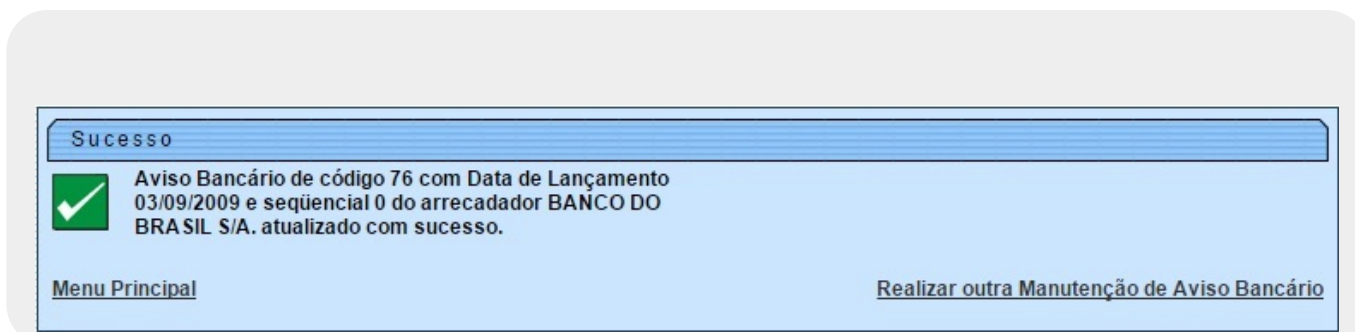 Sucesso
Aviso Bancário de código 76 com Data de Lançamento
03/09/2009 e seqüencial 0 do arrecadador BANCO DO
BRASIL S/A. atualizado com sucesso.
Menu Principal
Realizar outra Manutenção de Aviso Bancário